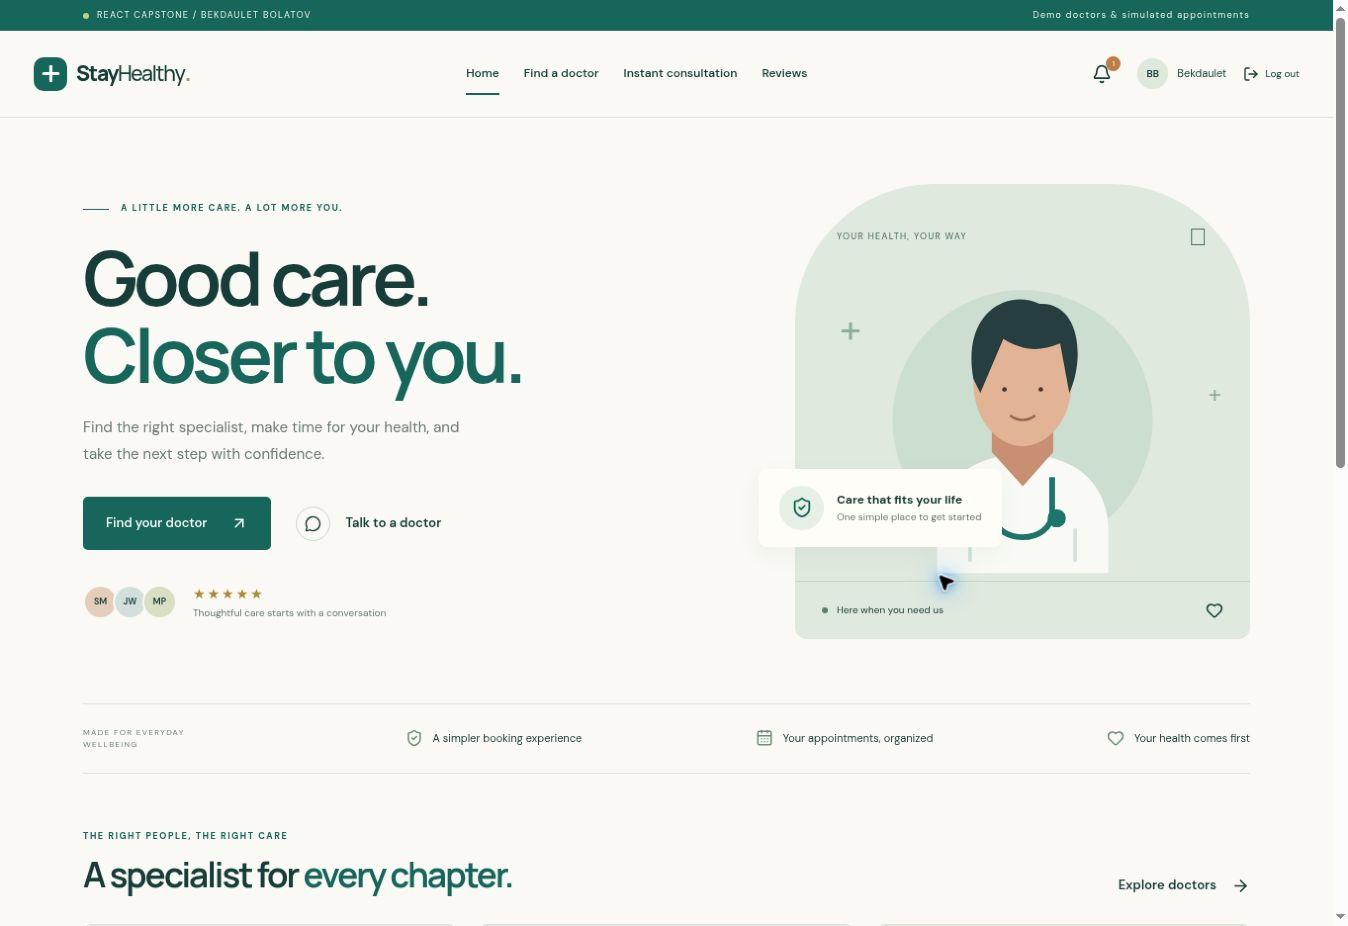 REACT CAPSTONE / BEKDAULET BOLATOV
Demo doctors & simulated appointments
StayHealthy.
Home
Find a doctor
Instant consultation
Reviews
1
BB
Bekdaulet
Log out
A LITTLE MORE CARE. A LOT MORE YOU.
Good care.
Closer to you.
Find the right specialist, make time for your health, and
take the next step with confidence.
Find your doctor
Talk to a doctor
SM
JW
MP
★★★★★
Thoughtful care starts with a conversation
YOUR HEALTH, YOUR WAY
Care that fits your life
One simple place to get started
Here when you need us
MADE FOR EVERYDAY
WELLBEING
A simpler booking experience
Your appointments, organized
Your health comes first
THE RIGHT PEOPLE, THE RIGHT CARE
A specialist for every chapter.
Explore doctors